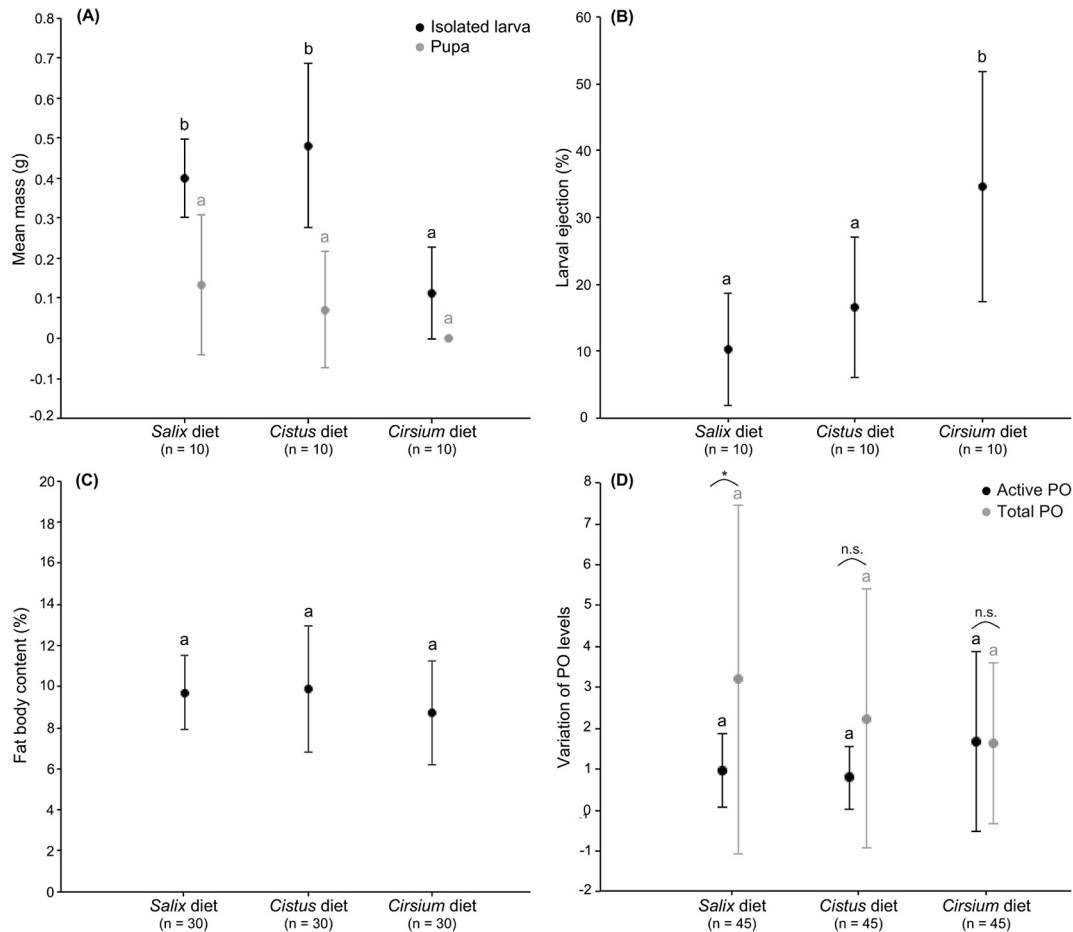 (A)
Isolated larva
Pupa
Mean mass (g)
0.8
0.7
0.6
0.5
0.4
0.3
0.2
0.1
0
-0.1
-0.2
b
a
b
a
a
a
Salix diet
(n = 10)
Cistus diet
(n = 10)
Cirsium diet
(n = 10)
(B)
Larval ejection (%)
60
50
40
30
20
10
0
a
a
b
Salix diet
(n = 10)
Cistus diet
(n = 10)
Cirsium diet
(n = 10)
(C)
Fat body content (%)
20
18
16
14
12
10
8
6
4
2
0
a
a
a
Salix diet
(n = 30)
Cistus diet
(n = 30)
Cirsium diet
(n = 30)
(D)
Active PO
Total PO
Variation of PO levels
8
7
6
5
4
3
2
1
0
-1
-2
*
a
a
n.s.
a
a
n.s.
a
a
Salix diet
(n = 45)
Cistus diet
(n = 45)
Cirsium diet
(n = 45)